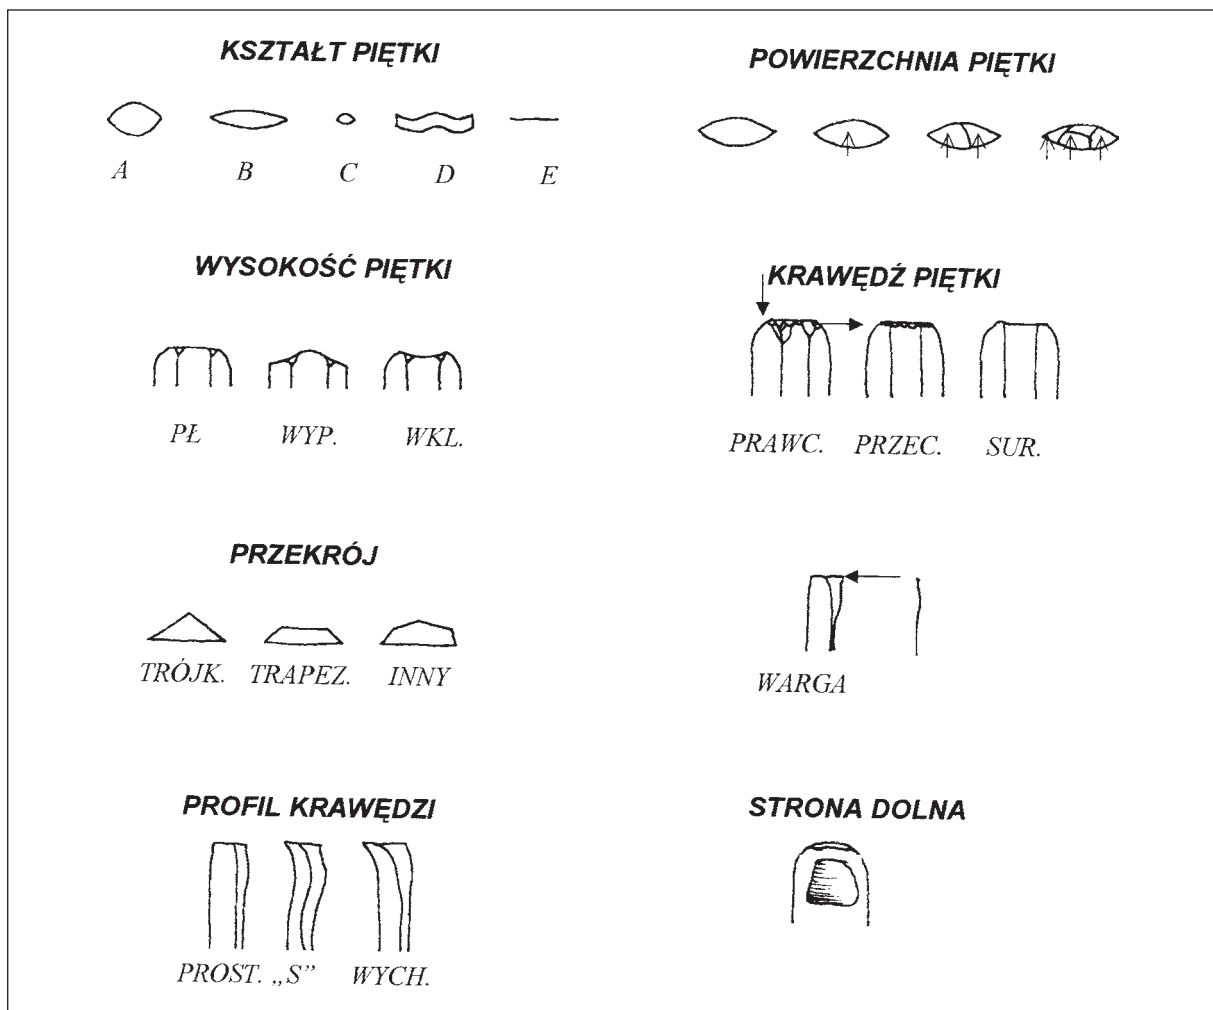 KSZTAŁT PIĘTKI
A B C D E
POWIERZCHNIA PIĘTKI
WYSOKOŚĆ PIĘTKI
PŁ WYP. WKL.
KRAWĘDŹ PIĘTKI
PRAWC. PRZEC. SUR.
PRZEKRÓJ
TRÓJK. TRAPEZ. INNY
WARGA
PROFIL KRAWĘDZI
PROST. „S” WYCH.
STRONA DOLNA